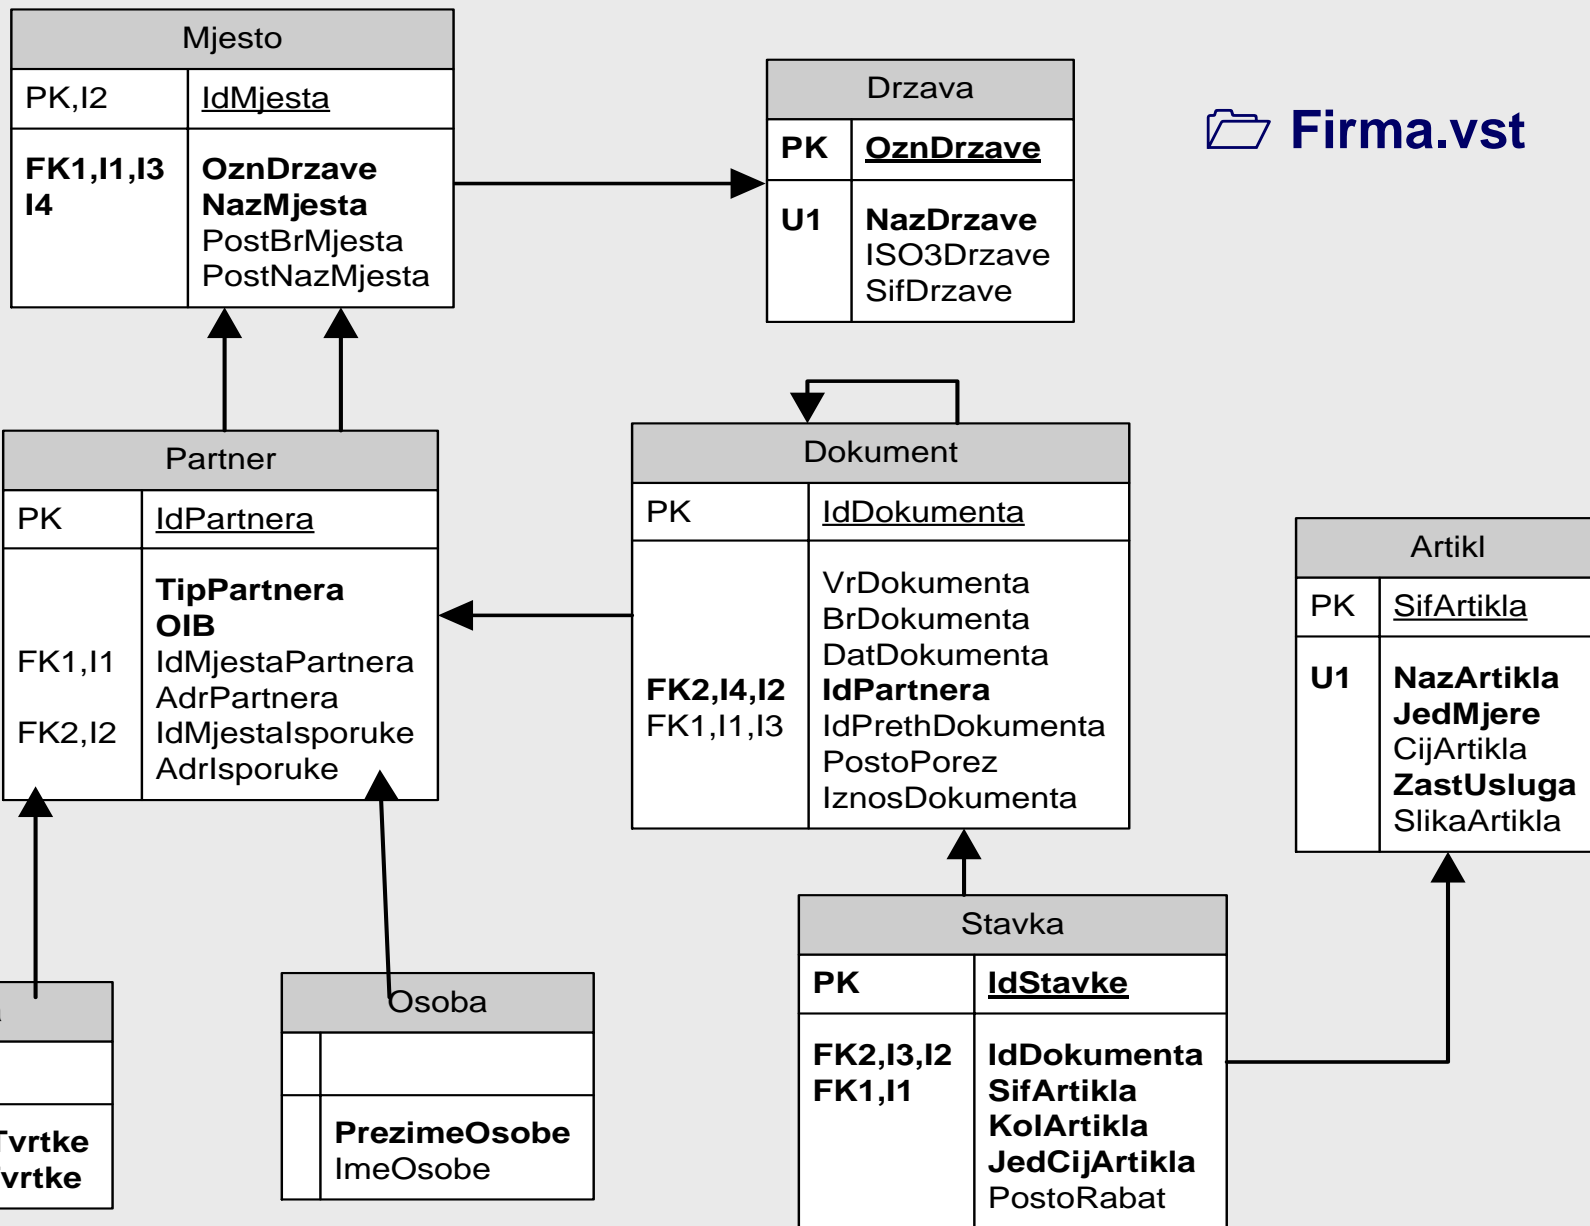 Mjesto
PK,I2 IdMjesta
FK1,I1,I3 OznDrzave
I4 NazMjesta
PostBrMjesta
PostNazMjesta
Drzava
PK OznDrzave
U1 NazDrzave
ISO3Drzave
SifDrzave
Firma.vst
Partner
PK IdPartnera
TipPartnera
OIB
FK1,I1 IdMjestaPartnera
AdrPartnera
FK2,I2 IdMjestaIsporuke
AdrIsporuke
Dokument
PK IdDokumenta
VrDokumenta
BrDokumenta
DatDokumenta
FK2,I4,I2 IdPartnera
FK1,I1,I3 IdPrethDokumenta
PostoPorez
IznosDokumenta
Artikl
PK SifArtikla
U1 NazArtikla
JedMjere
CijArtikla
ZastUsluga
SlikaArtikla
Tvrtke
vrtke
Osoba
PrezimeOsobe
ImeOsobe
Stavka
PK IdStavke
FK2,I3,I2 IdDokumenta
FK1,I1 SifArtikla
KolArtikla
JedCijArtikla
PostoRabat